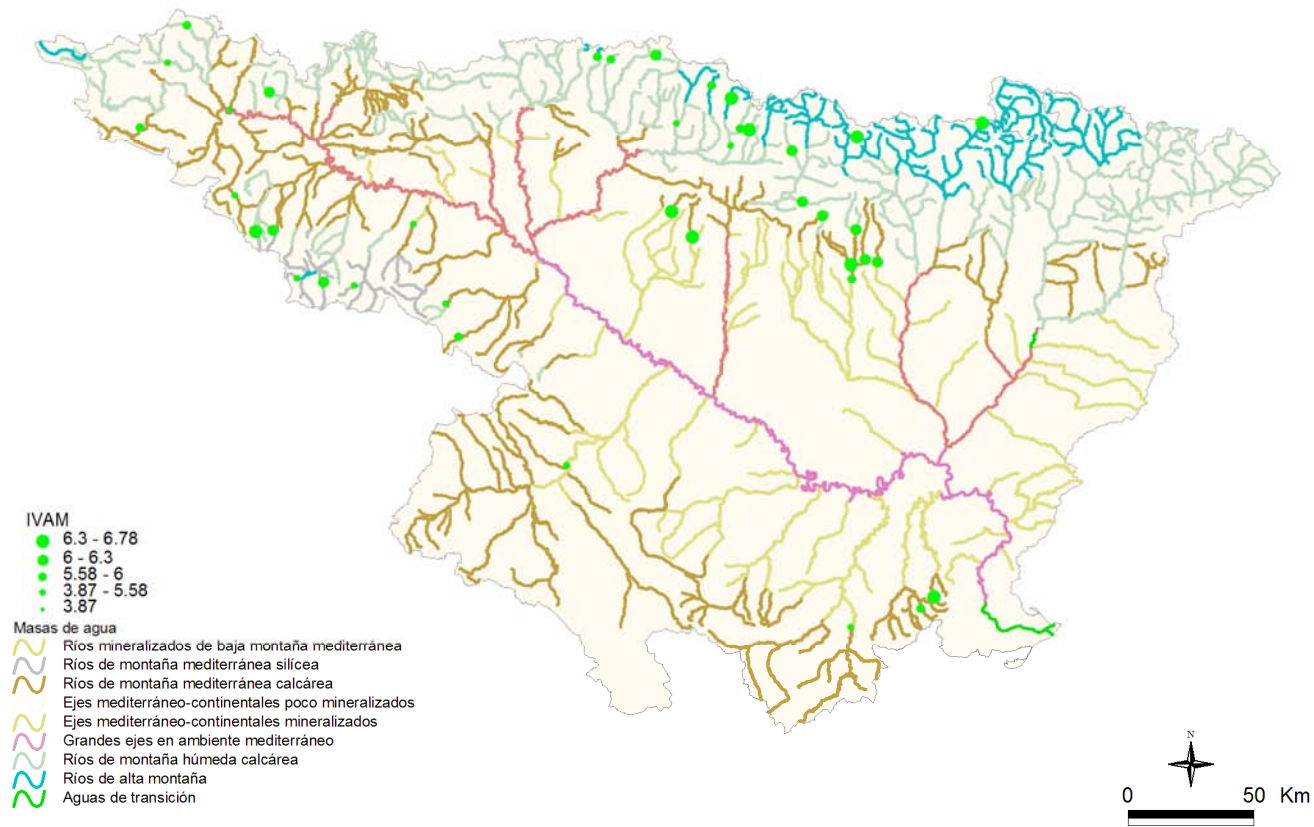 IVAM
6.3 - 6.78
6 - 6.3
5.58 - 6
3.87 - 5.58
3.87
Masas de agua
Ríos mineralizados de baja montaña mediterránea
Ríos de montaña mediterránea silícea
Ríos de montaña mediterránea calcárea
Ejes mediterráneo-continentales poco mineralizados
Ejes mediterráneo-continentales mineralizados
Grandes ejes en ambiente mediterráneo
Ríos de montaña húmeda calcárea
Ríos de alta montaña
Aguas de transición
N
0 50 Km